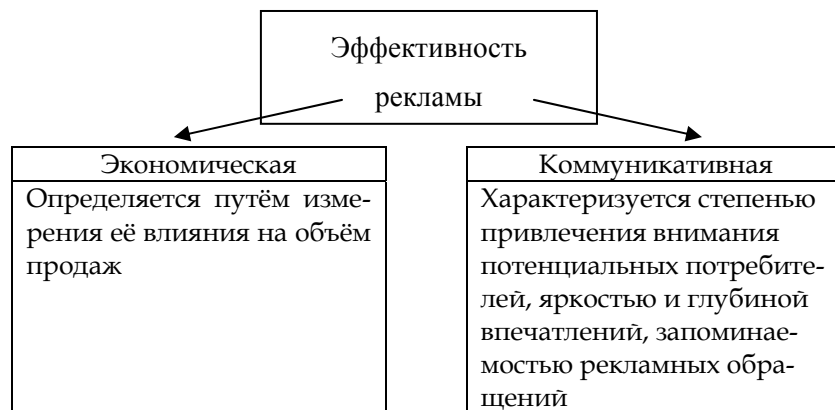 Эффективность
рекламы
Экономическая
Определяется путём изме-
рения её влияния на объём
продаж
Коммуникативная
Характеризуется степенью
привлечения внимания
потенциальных потребите-
лей, яркостью и глубиной
впечатлений, запоминае-
мостью рекламных обра-
щений